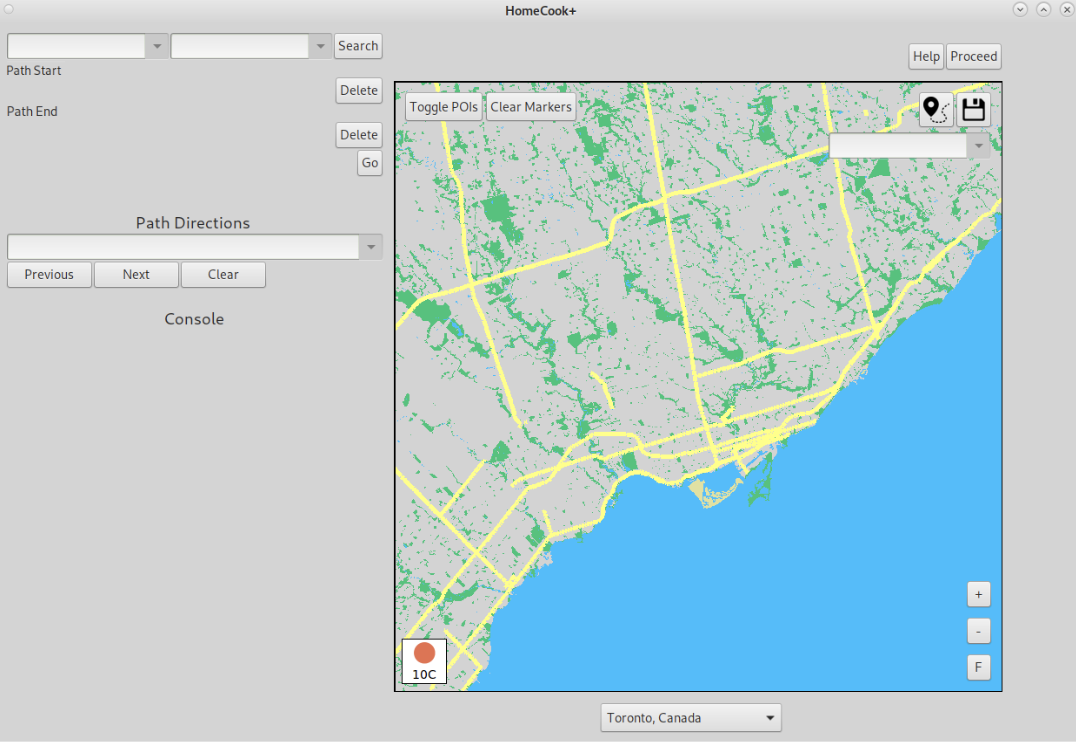 HomeCook+
Search
Path Start
Delete
Path End
Delete
Go
Path Directions
Previous Next Clear
Console
Help Proceed
Toggle POIs Clear Markers
+
-
F
10C
Toronto, Canada